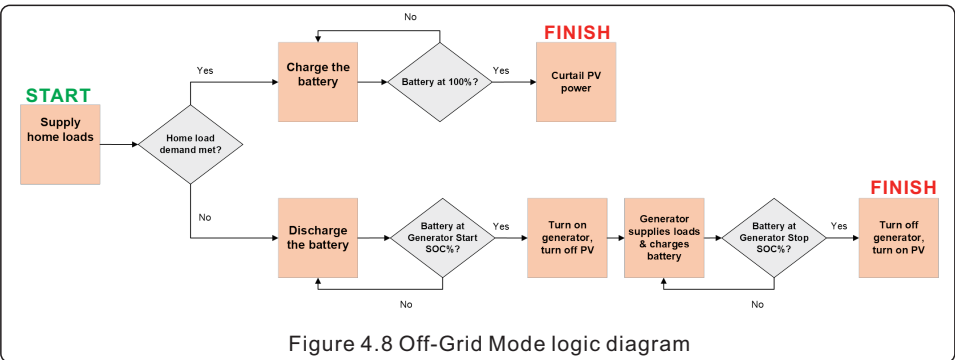 No
FINISH
Charge the
battery
Battery at 100%?
Yes
Curtail PV
power
Yes
START
Supply
home loads
Home load
demand met?
FINISH
No
Discharge
the battery
Battery at
Generator Start
SOC%?
Yes
Turn on
generator,
turn off PV
Generator
supplies loads
& charges
battery
Battery at
Generator Stop
SOC%?
Yes
Turn off
generator,
turn on PV
No
No
Figure 4.8 Off-Grid Mode logic diagram